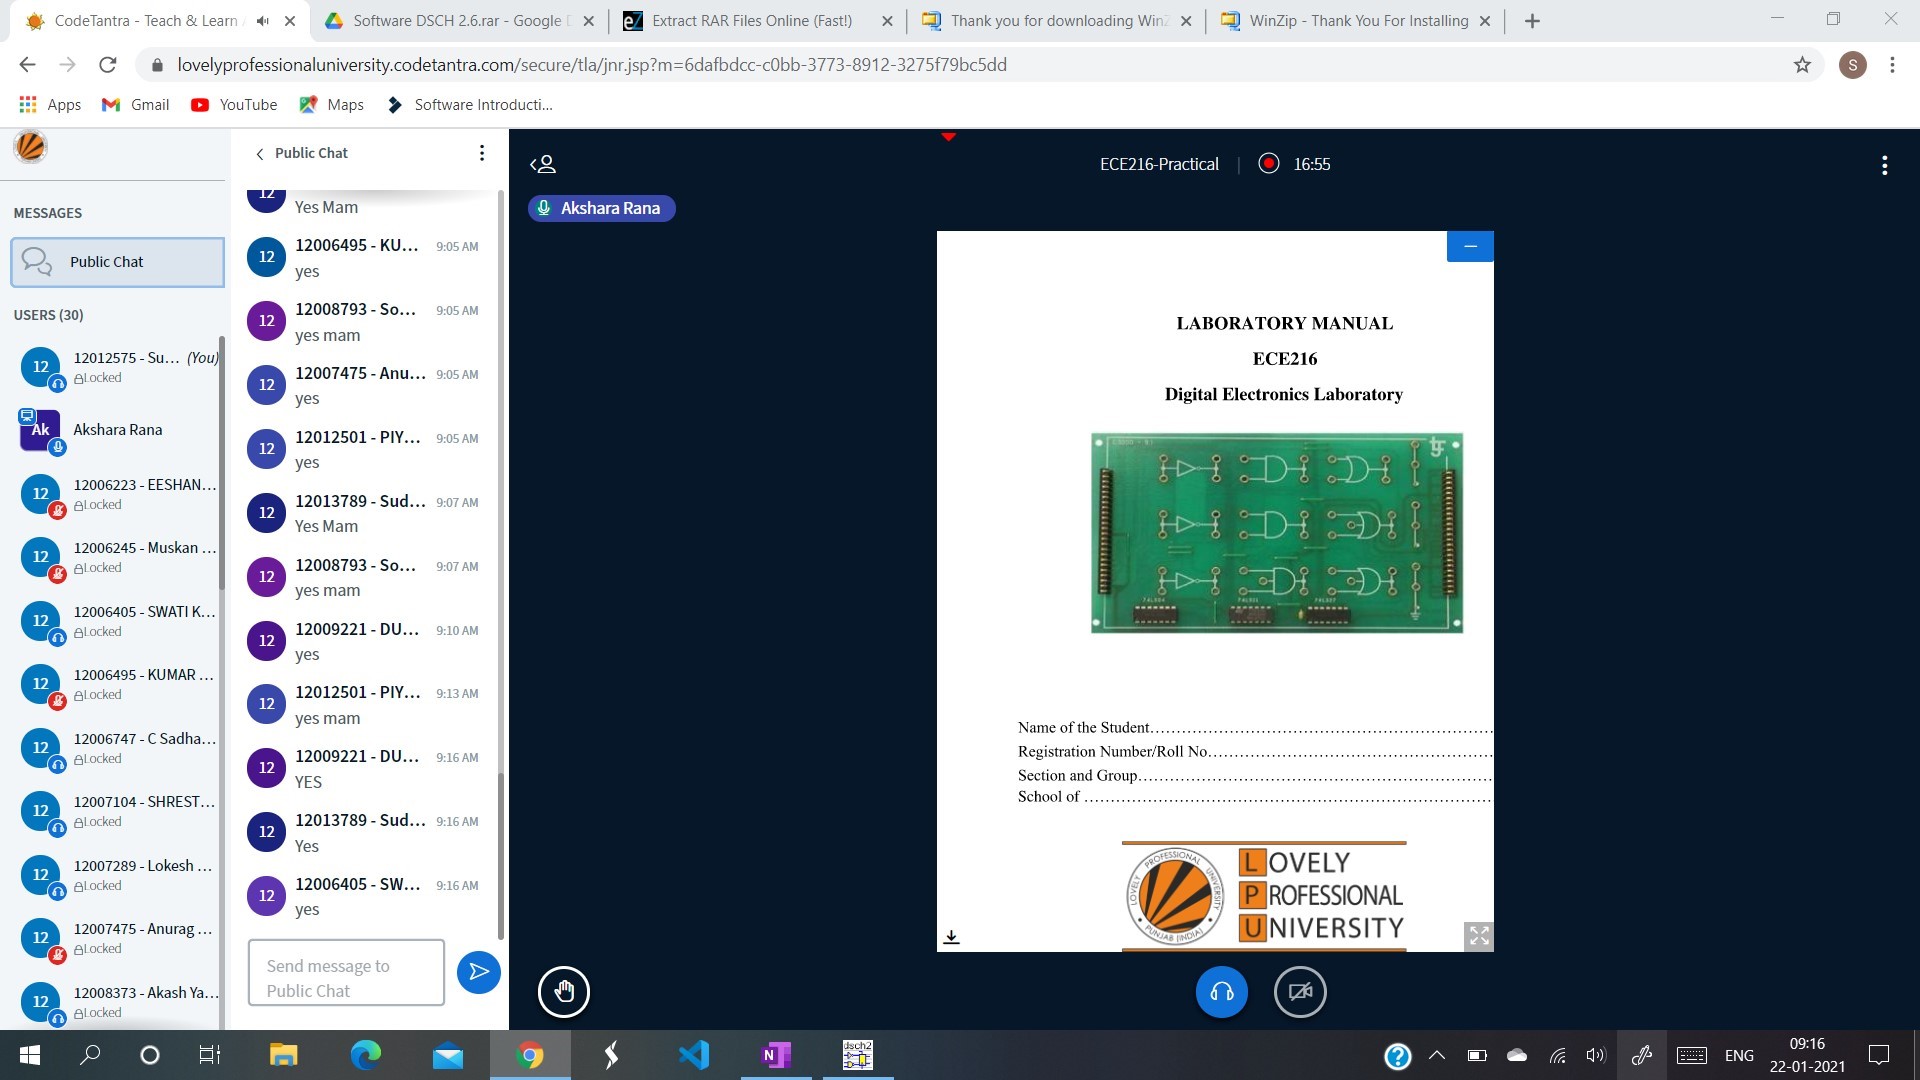 CodeTantra - Teach & Learn
Software DSCH 2.6.rar - Google
Extract RAR Files Online (Fast!)
Thank you for downloading WinZ
WinZip - Thank You For Installing
lovelyprofessionaluniversity.codetantra.com/secure/tla/jnr.jsp?m=6dafbdcc-c0bb-3773-8912-3275f79bc5dd
S
Apps
Gmail
YouTube
Maps
Software Introducti...
MESSAGES
Public Chat
USERS (30)
12 12012575 - Su... (You)
Locked
Ak Akshara Rana
12 12006223 - EESHAN...
Locked
12 12006245 - Muskan ...
Locked
12 12006405 - SWATI K...
Locked
12 12006495 - KUMAR ...
Locked
12 12006747 - C Sadha...
Locked
12 12007104 - SHREST...
Locked
12 12007289 - Lokesh ...
Locked
12 12007475 - Anurag ...
Locked
12 12008373 - Akash Ya...
Locked
Public Chat
12
Yes Mam
12 12006495 - KU... 9:05 AM
yes
12 12008793 - So... 9:05 AM
yes mam
12 12007475 - Anu... 9:05 AM
yes
12 12012501 - PIY... 9:05 AM
yes
12 12013789 - Sud... 9:07 AM
Yes Mam
12 12008793 - So... 9:07 AM
yes mam
12 12009221 - DU... 9:10 AM
yes
12 12012501 - PIY... 9:13 AM
yes mam
12 12009221 - DU... 9:16 AM
YES
12 12013789 - Sud... 9:16 AM
Yes
12 12006405 - SW... 9:16 AM
yes
Send message to
Public Chat
ECE216-Practical | 16:55
Akshara Rana
LABORATORY MANUAL
ECE216
Digital Electronics Laboratory
Name of the Student.....................................................................
Registration Number/Roll No..........................................................
Section and Group.......................................................................
School of ..................................................................................
LOVELY PROFESSIONAL UNIVERSITY
PUNJAB (INDIA)
LOVELY
PROFESSIONAL
UNIVERSITY
dsch2
ENG
09:16
22-01-2021